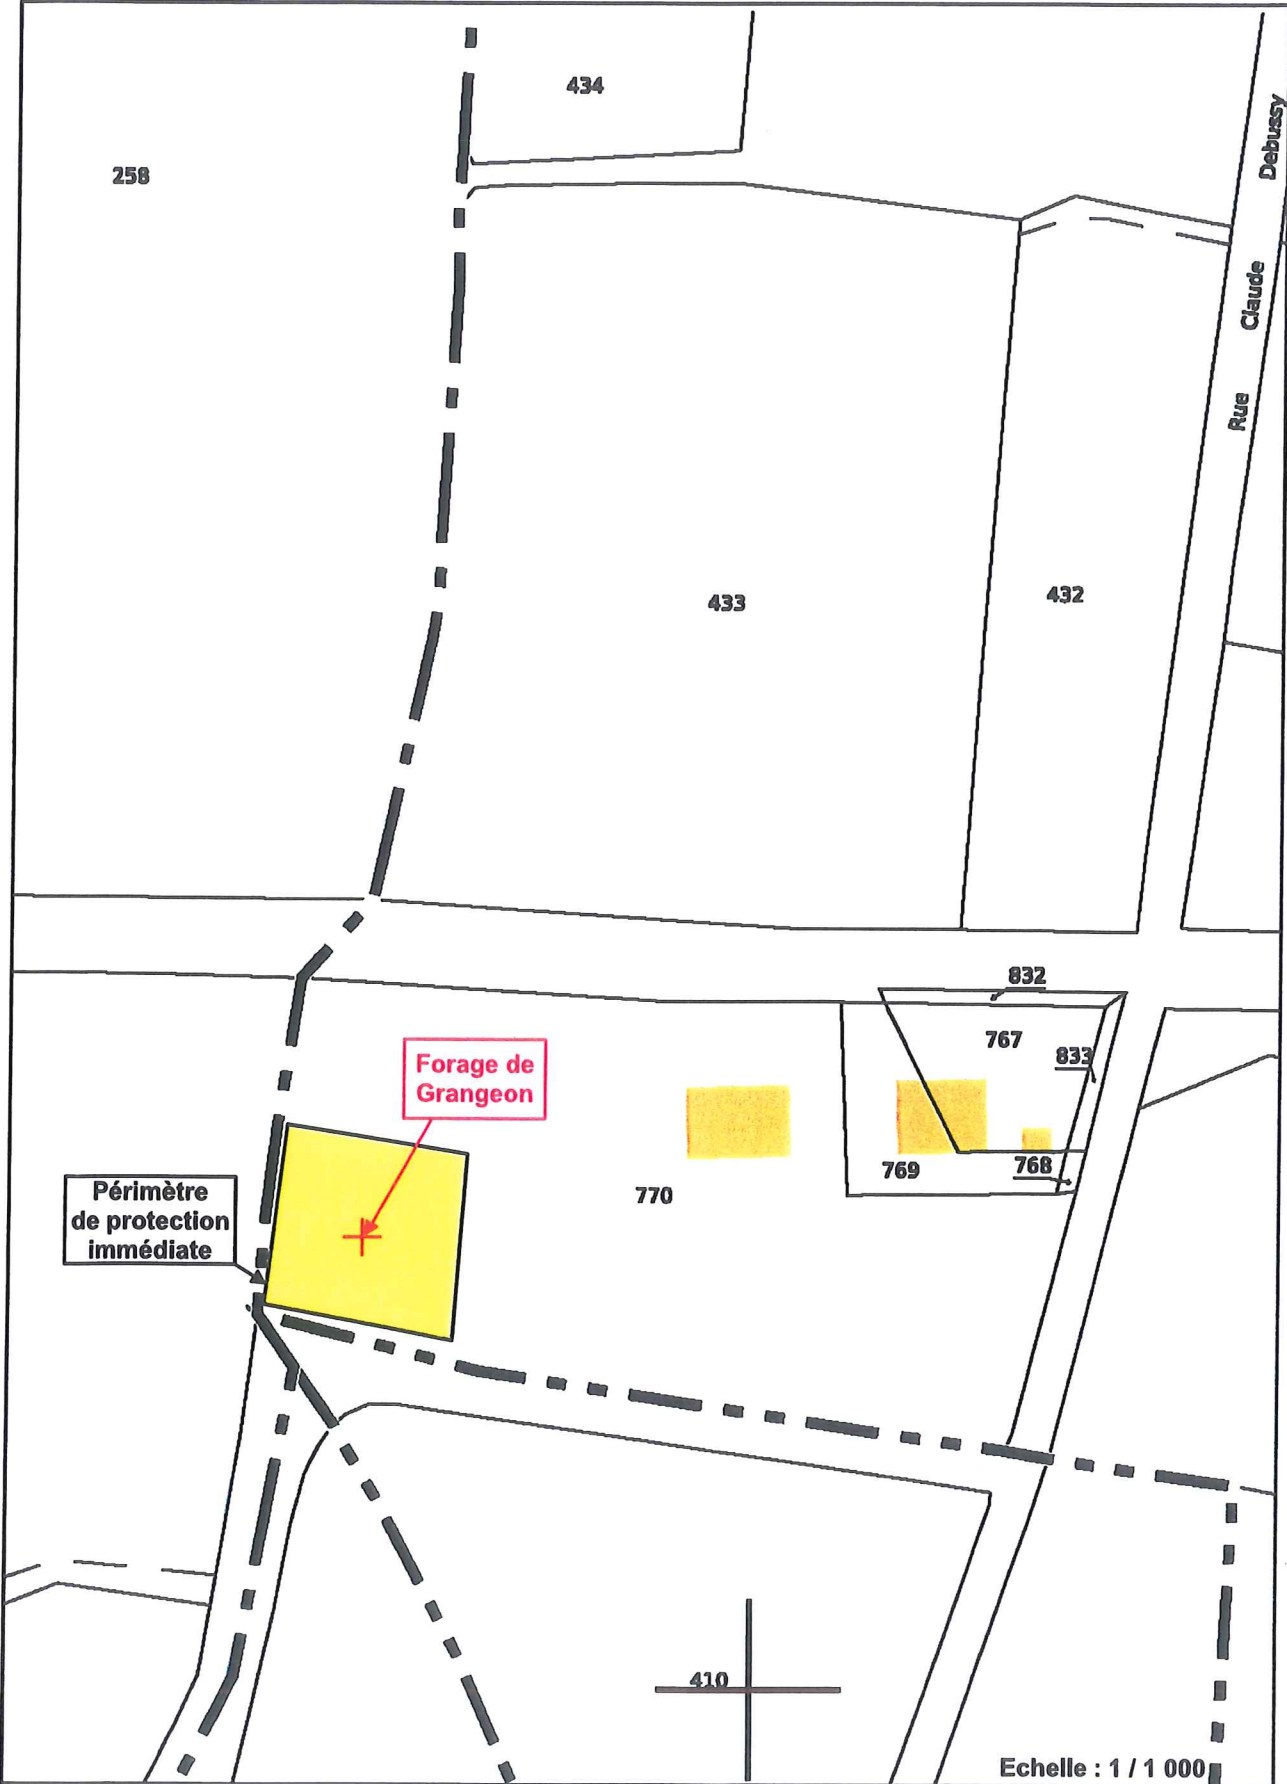 434
Debussy
258
Claude
Rue
433
432
832
767
833
Forage de
Grangeon
769
768
770
Périmètre
de protection
immédiate
410
Echelle : 1 / 1 000